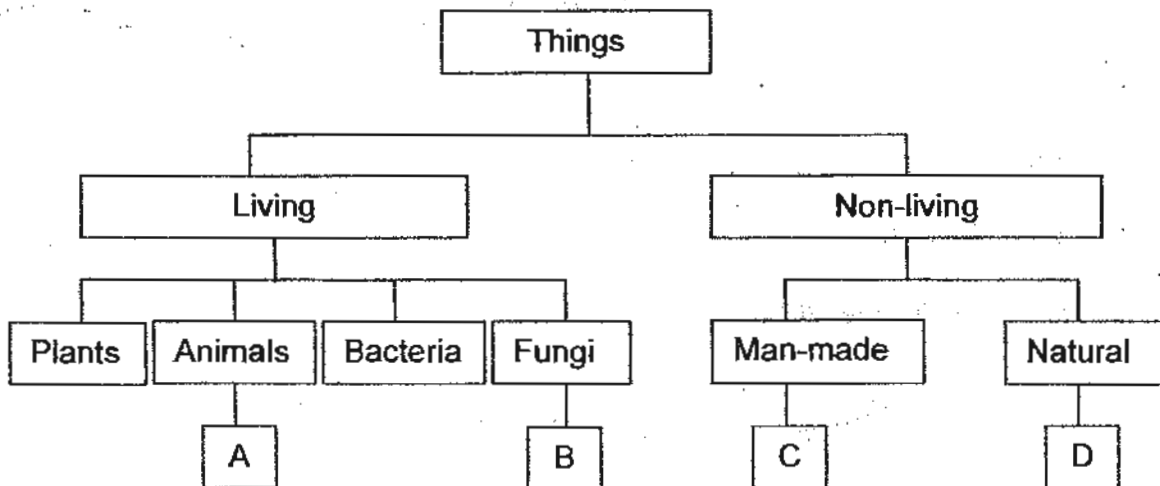 Things
Living Non-living
Plants Animals Bacteria Fungi Man-made Natural
A B C D